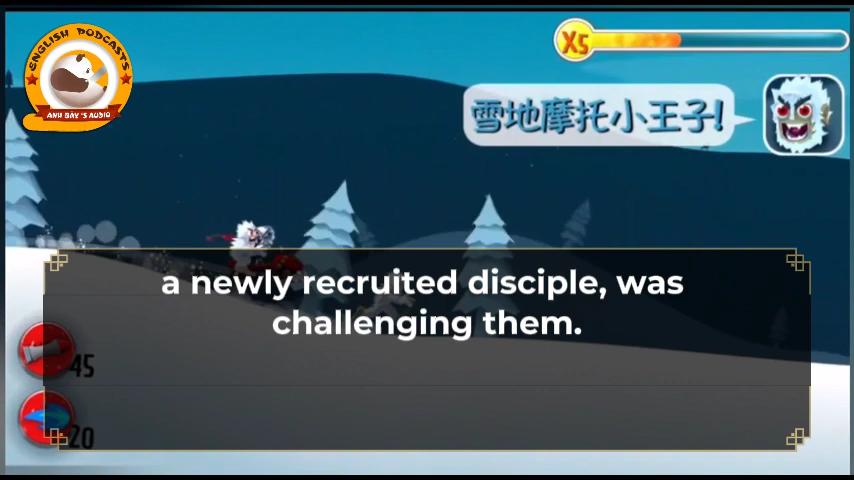 ENGLISH PODCASTS
ANH BẢY'S AUDIO
X5
雪地摩托小王子!
a newly recruited disciple, was
challenging them.
45
20